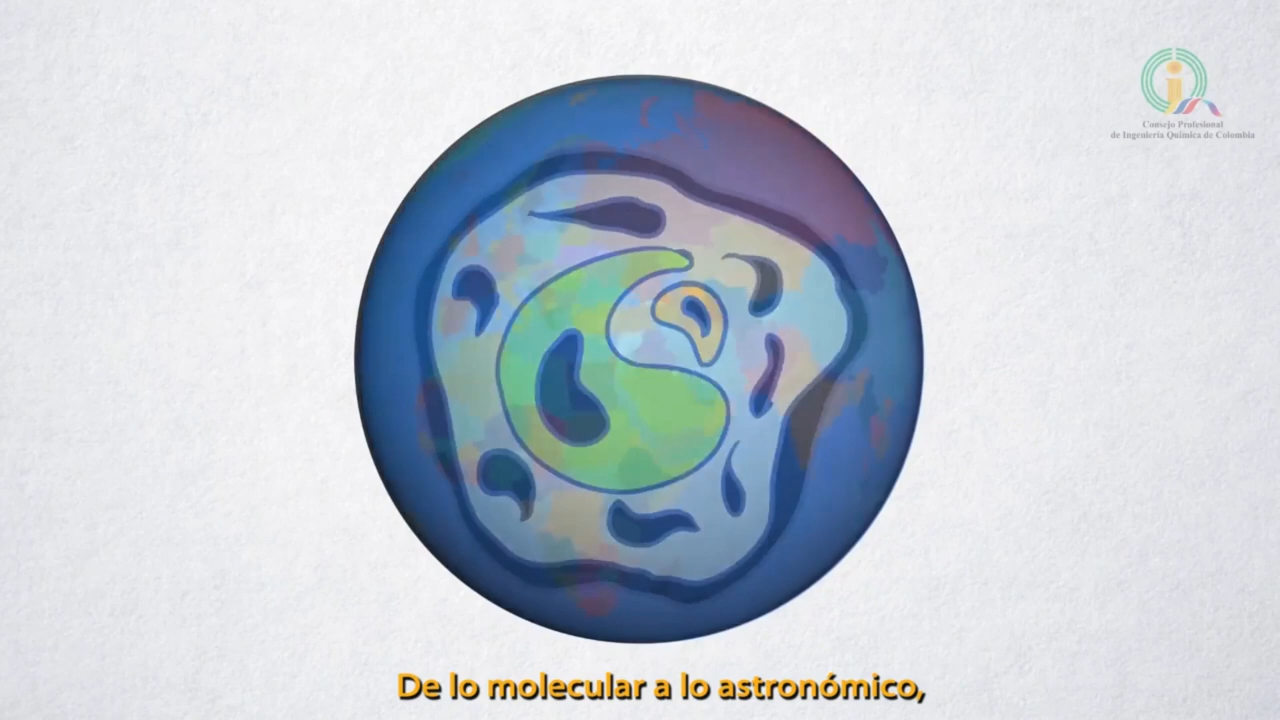 Consejo Profesional
de Ingeniería Química de Colombia
De lo molecular a lo astronómico,